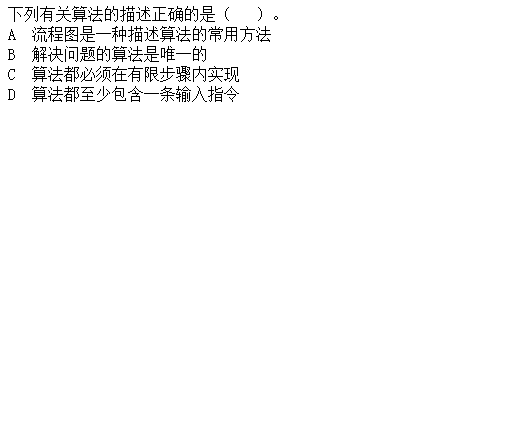 下列有关算法的描述正确的是（　　）。
A　流程图是一种描述算法的常用方法
B　解决问题的算法是唯一的
C　算法都必须在有限步骤内实现
D　算法都至少包含一条输入指令